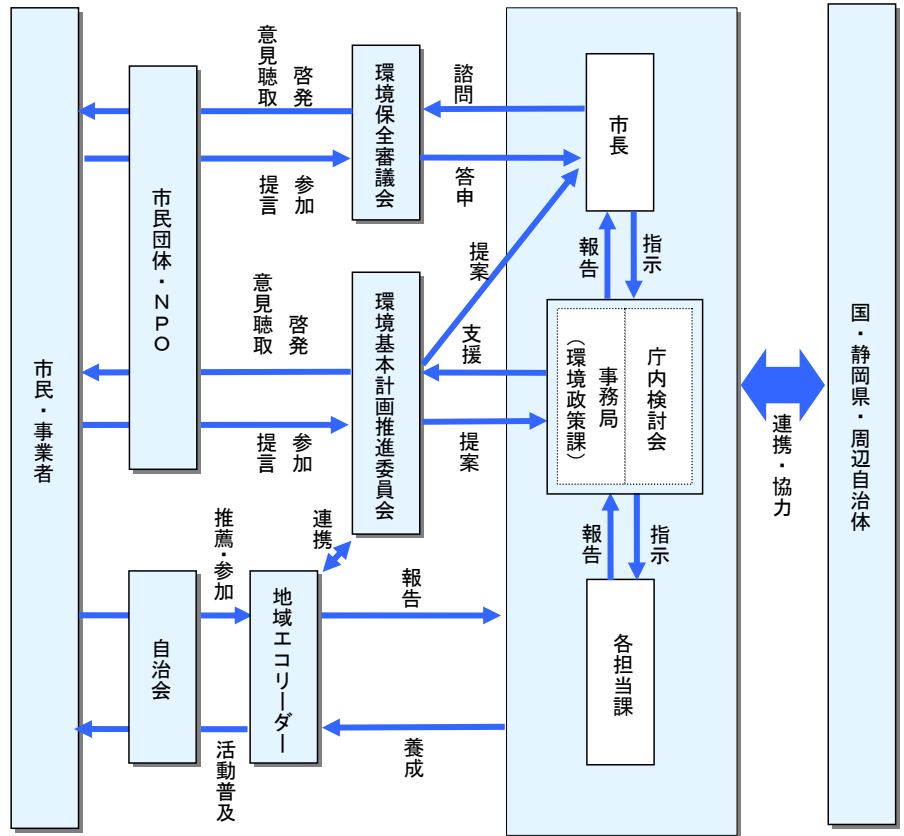 市民・事業者
市民団体・NPO
意見聴取
啓発
提言
参加
環境保全審議会
諮問
答申
市長
提案
報告
指示
意見聴取
啓発
提言
参加
環境基本計画推進委員会
支援
提案
事務局
(環境政策課)
庁内検討会
連携・協力
国・静岡県・周辺自治体
連携
推薦・参加
自治会
地域エコリーダー
報告
養成
活動普及
報告
指示
各担当課